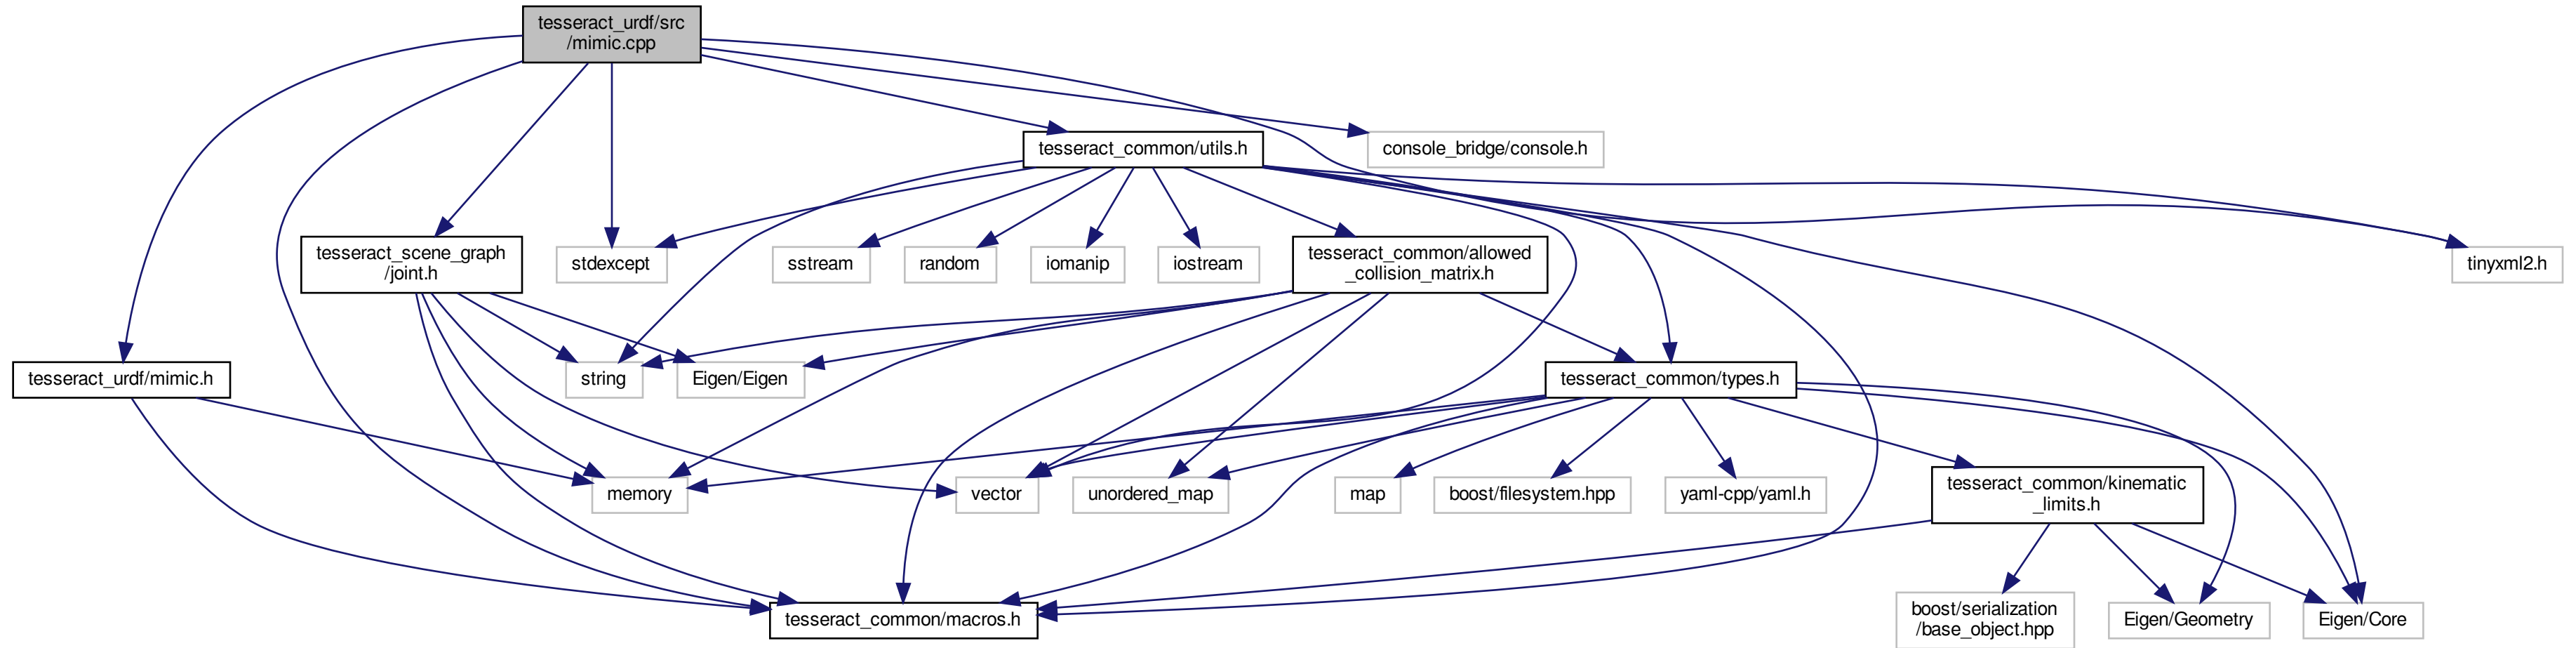 tesseract_urdf/src
/mimic.cpp
tesseract_common/utils.h
console_bridge/console.h
tesseract_scene_graph
/joint.h
stdexcept
sstream
random
iomanip
iostream
tesseract_common/allowed
_collision_matrix.h
tinyxml2.h
tesseract_urdf/mimic.h
string
Eigen/Eigen
tesseract_common/types.h
memory
vector
unordered_map
map
boost/filesystem.hpp
yaml-cpp/yaml.h
tesseract_common/kinematic
_limits.h
tesseract_common/macros.h
boost/serialization
/base_object.hpp
Eigen/Geometry
Eigen/Core